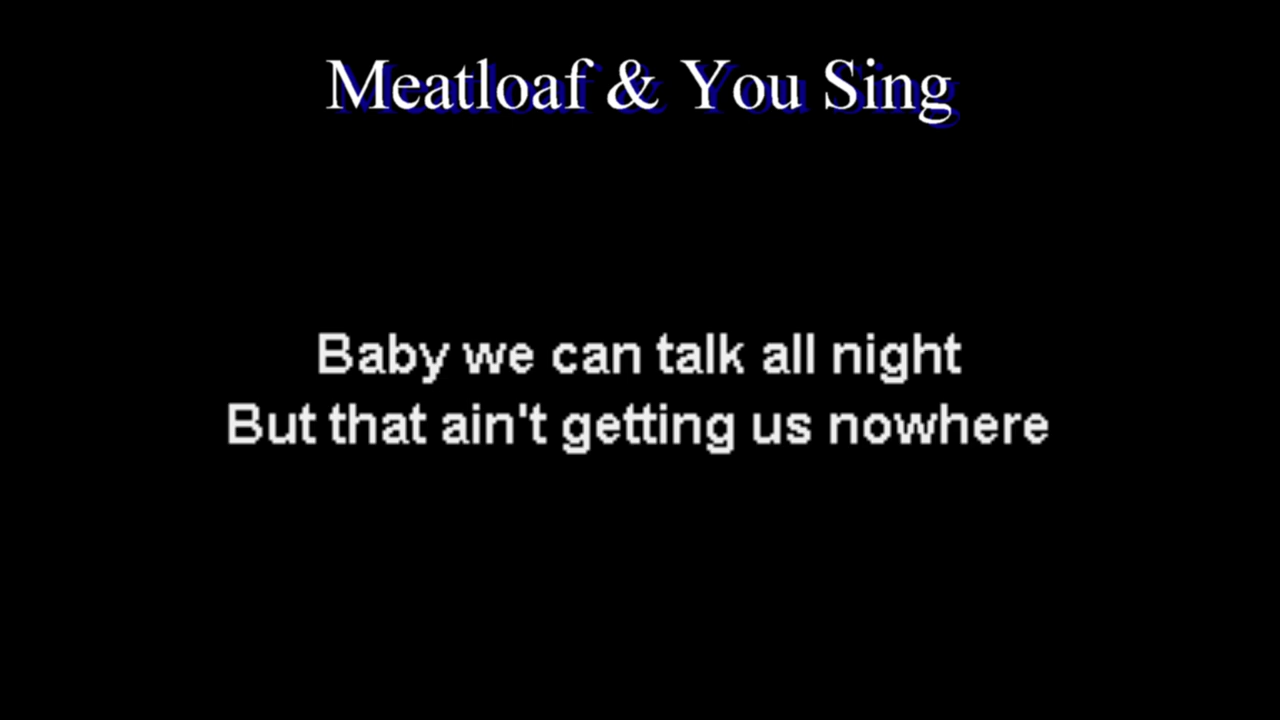 Meatloaf & You Sing
Baby we can talk all night
But that ain't getting us nowhere